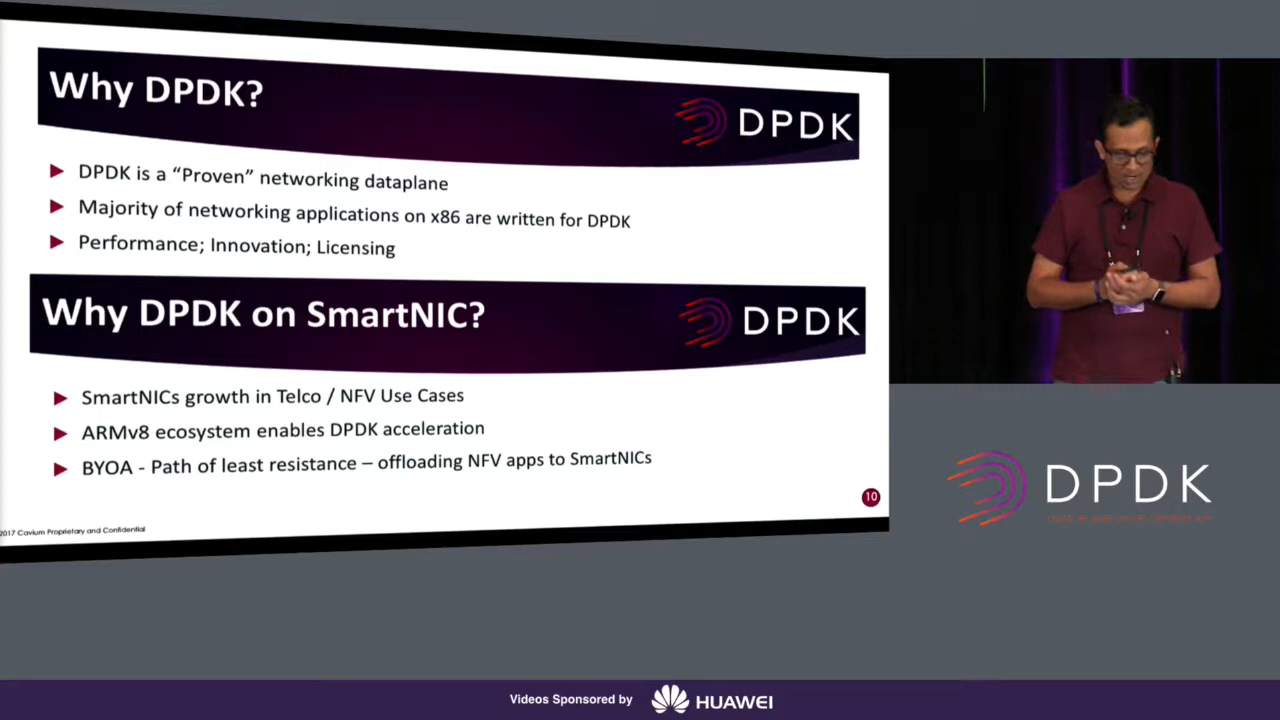 Why DPDK?
DPDK
DPDK is a “Proven” networking dataplane
Majority of networking applications on x86 are written for DPDK
Performance; Innovation; Licensing
Why DPDK on SmartNIC?
DPDK
SmartNICs growth in Telco / NFV Use Cases
ARMv8 ecosystem enables DPDK acceleration
BYOA - Path of least resistance – offloading NFV apps to SmartNICs
10
2017 Cavium Proprietary and Confidential
DPDK
Videos Sponsored by
HUAWEI